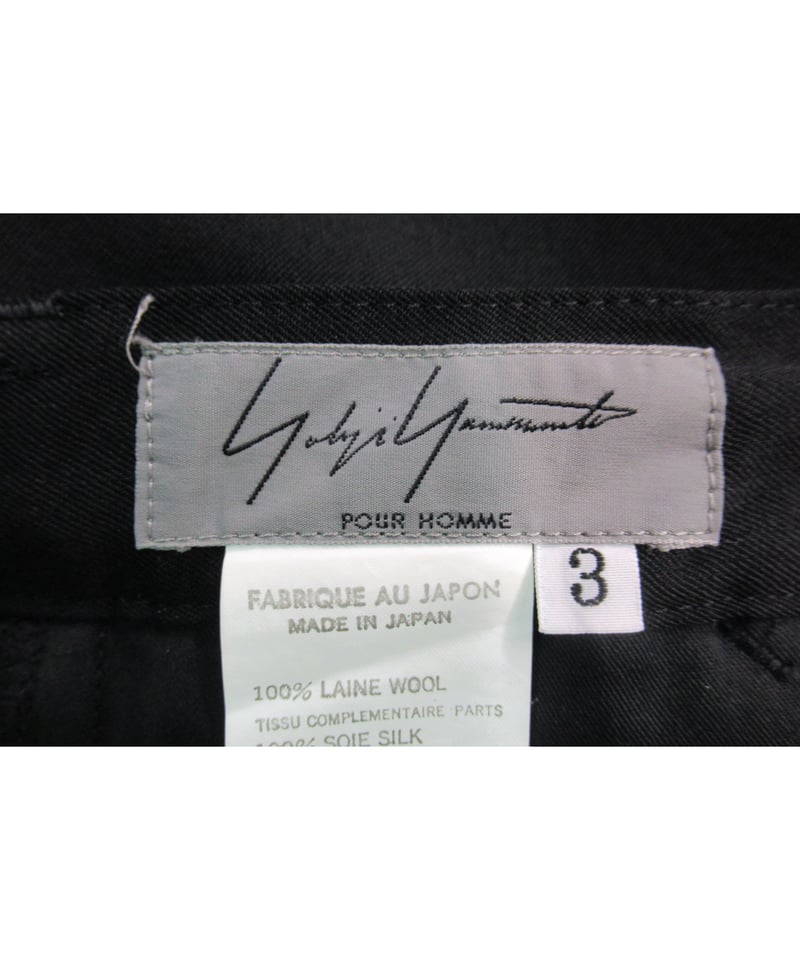 Yohji Yamamoto
POUR HOMME
3
FABRIQUE AU JAPON
MADE IN JAPAN
100% LAINE WOOL
TISSU COMPLEMENTAIRE PARTS
100% SOIE SILK